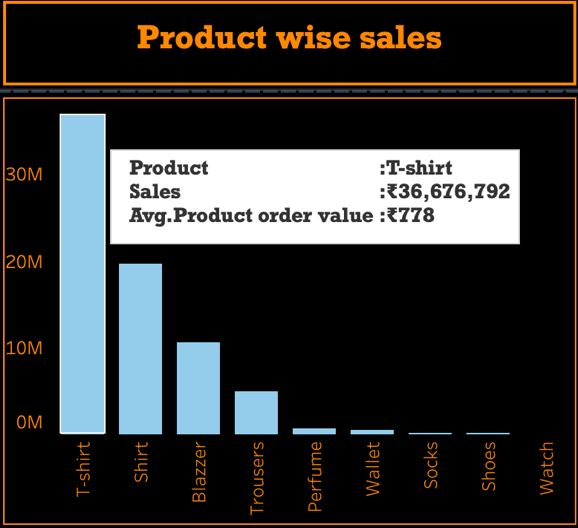 Product wise sales
Product :T-shirt
Sales :₹36,676,792
Avg.Product order value :₹778
30M
20M
10M
0M
T-shirt
Shirt
Blazzer
Trousers
Perfume
Wallet
Socks
Shoes
Watch